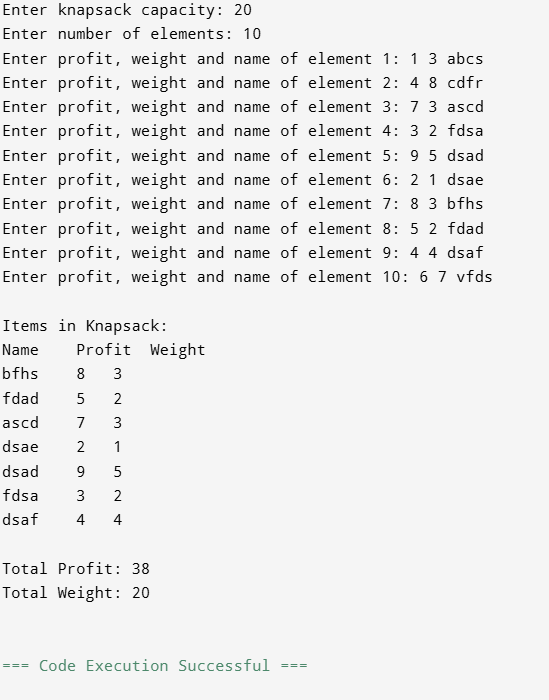 Enter knapsack capacity: 20
Enter number of elements: 10
Enter profit, weight and name of element 1: 1 3 abcs
Enter profit, weight and name of element 2: 4 8 cdfr
Enter profit, weight and name of element 3: 7 3 ascd
Enter profit, weight and name of element 4: 3 2 fdsa
Enter profit, weight and name of element 5: 9 5 dsad
Enter profit, weight and name of element 6: 2 1 dsae
Enter profit, weight and name of element 7: 8 3 bfhs
Enter profit, weight and name of element 8: 5 2 fdad
Enter profit, weight and name of element 9: 4 4 dsaf
Enter profit, weight and name of element 10: 6 7 vfds
Items in Knapsack:
Name    Profit  Weight
bfhs    8   3
fdad    5   2
ascd    7   3
dsae    2   1
dsad    9   5
fdsa    3   2
dsaf    4   4
Total Profit: 38
Total Weight: 20
=== Code Execution Successful ===